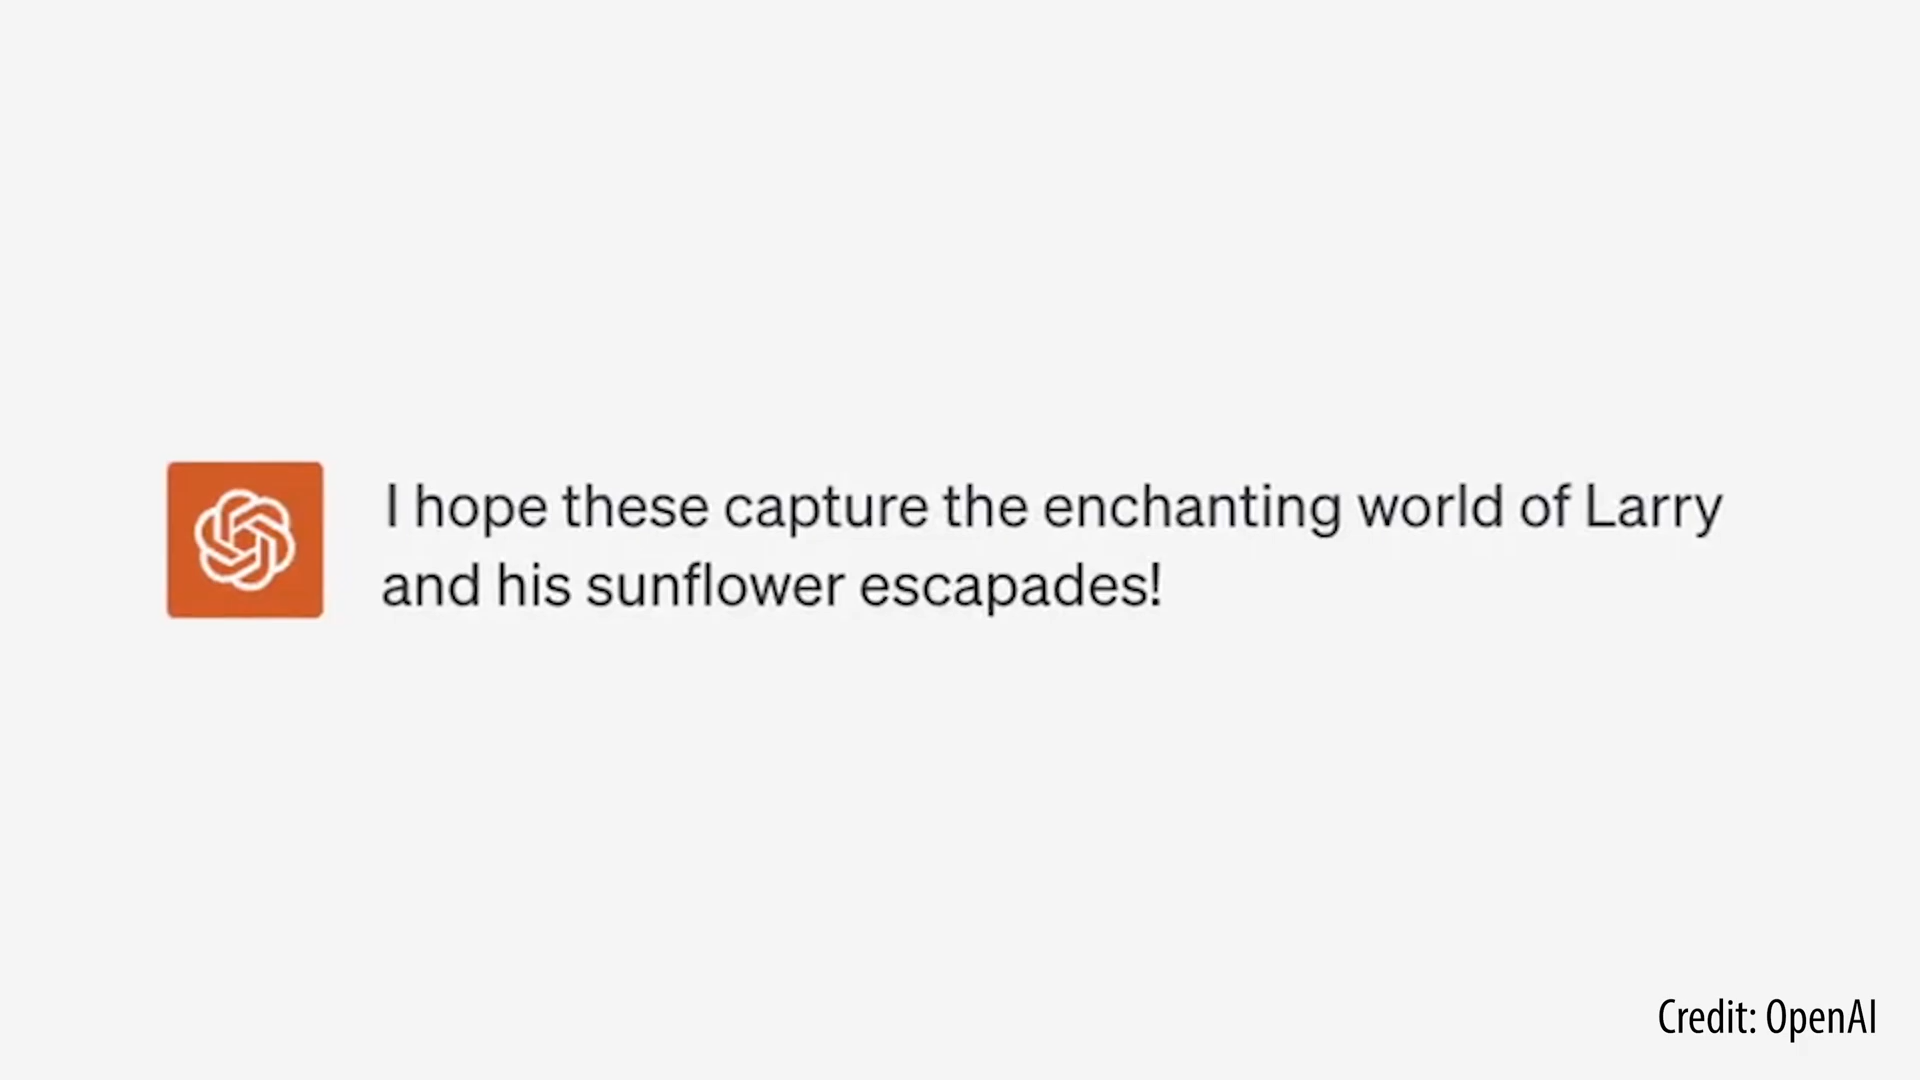 I hope these capture the enchanting world of Larry
and his sunflower escapades!
Credit: OpenAI